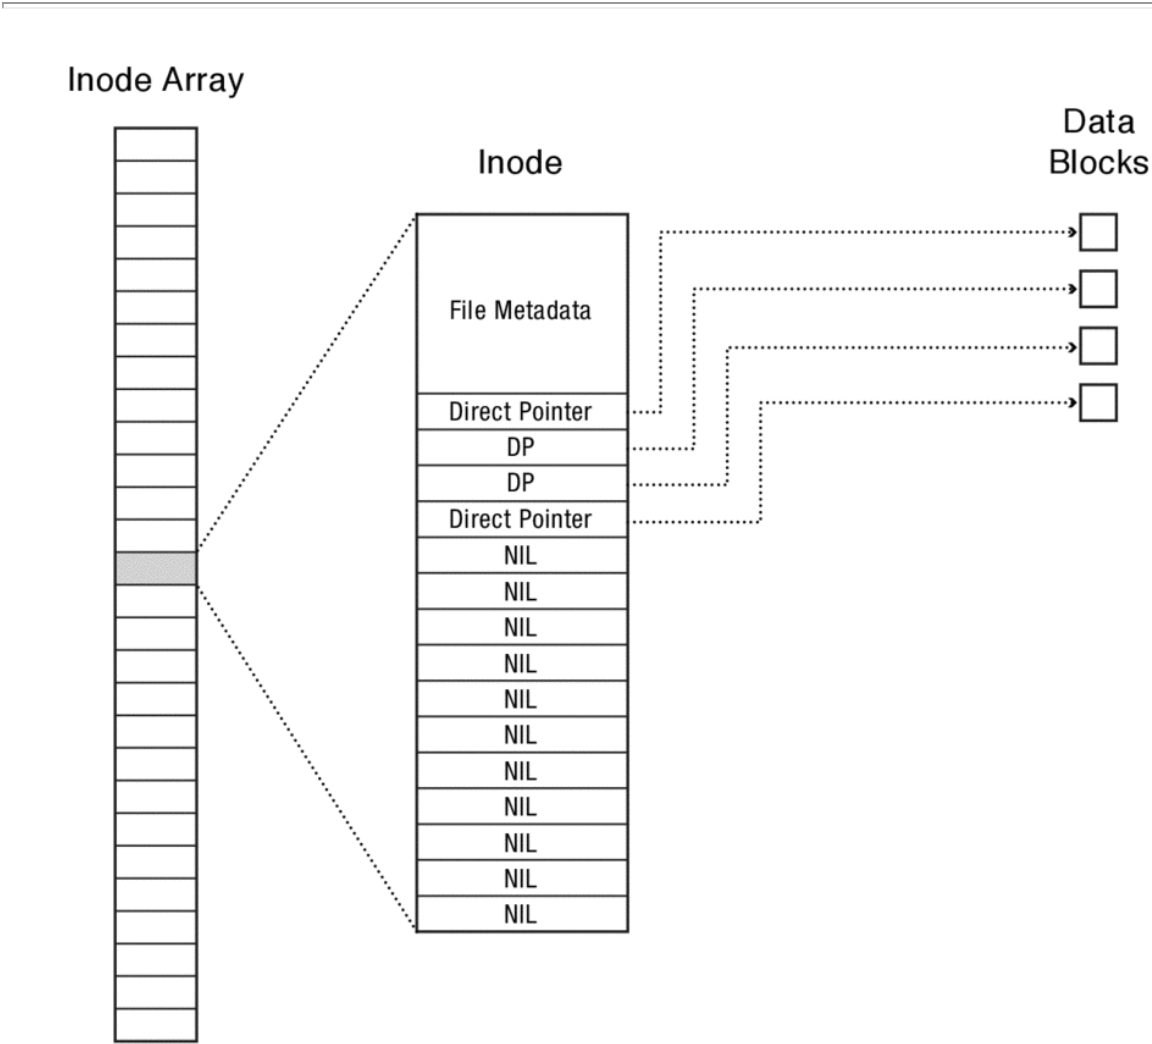 Inode Array
Inode
Data
Blocks
File Metadata
Direct Pointer
DP
DP
Direct Pointer
NIL
NIL
NIL
NIL
NIL
NIL
NIL
NIL
NIL
NIL
NIL